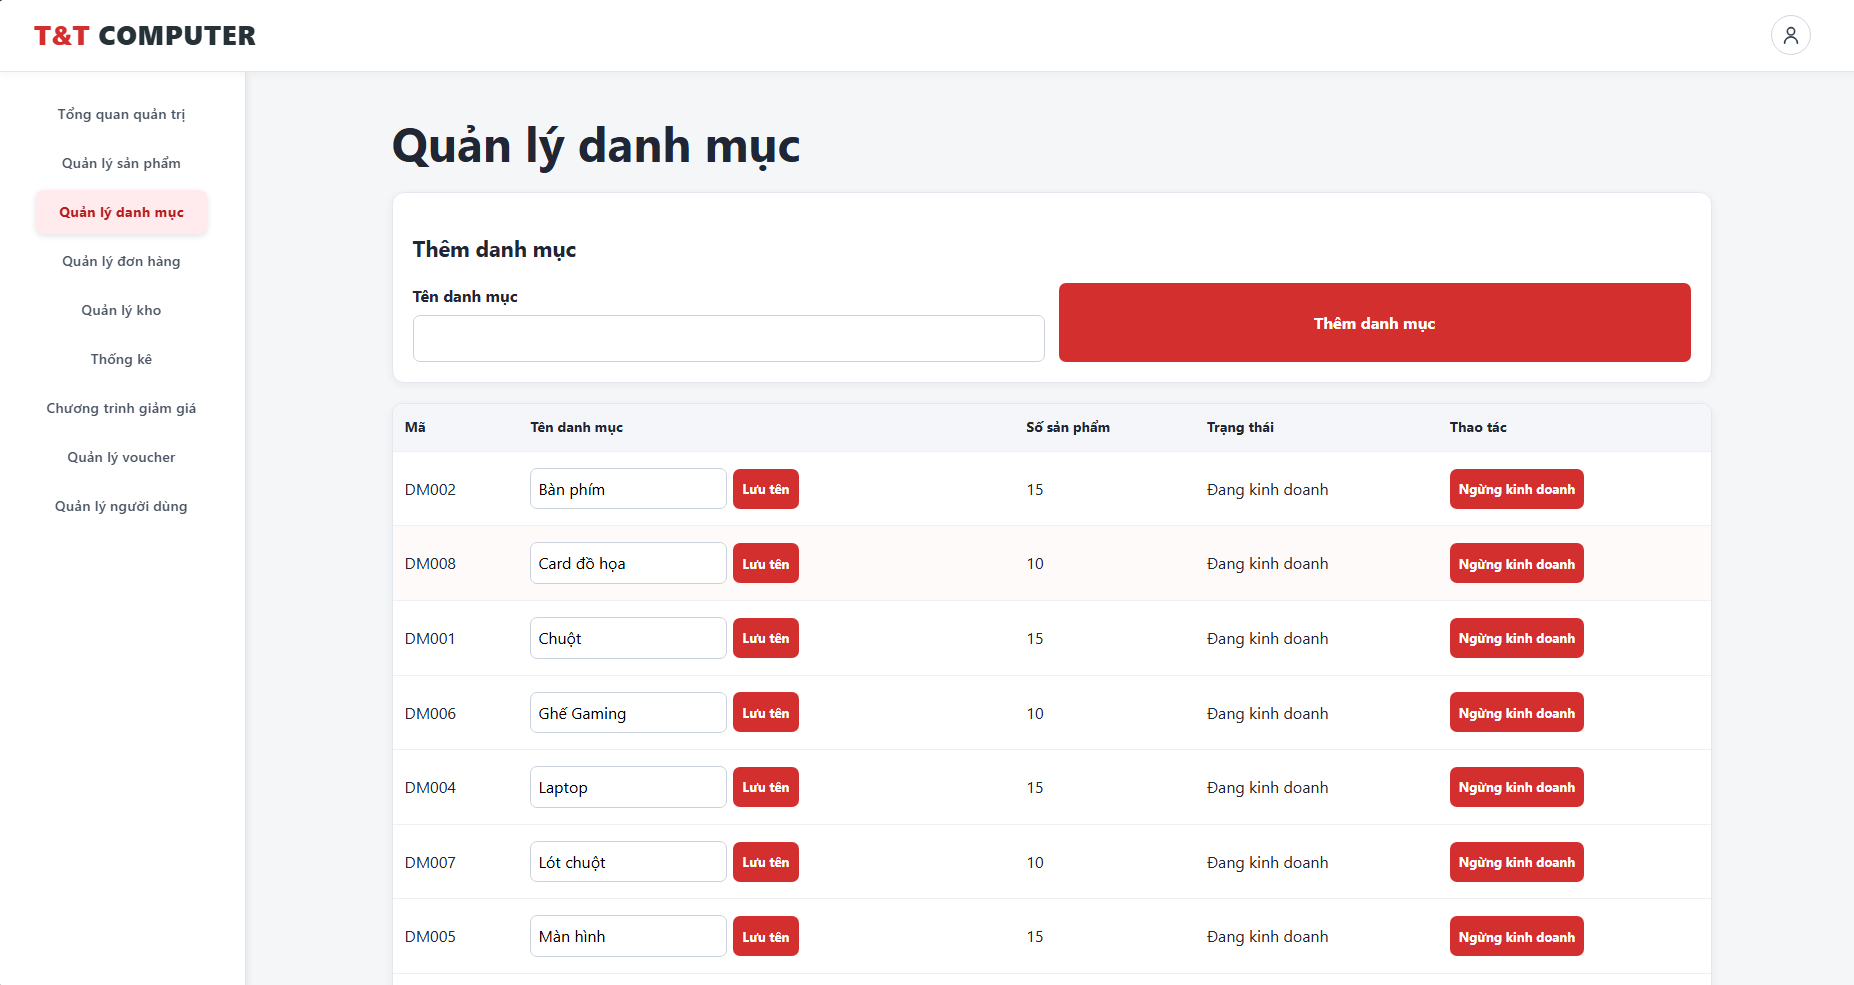 T&T COMPUTER
Tổng quan quản trị
Quản lý sản phẩm
Quản lý danh mục
Quản lý đơn hàng
Quản lý kho
Thống kê
Chương trình giảm giá
Quản lý voucher
Quản lý người dùng
Quản lý danh mục
Thêm danh mục
Tên danh mục
Thêm danh mục
Mã Tên danh mục Số sản phẩm Trạng thái Thao tác
DM002 Bàn phím Lưu tên 15 Đang kinh doanh Ngừng kinh doanh
DM008 Card đồ họa Lưu tên 10 Đang kinh doanh Ngừng kinh doanh
DM001 Chuột Lưu tên 15 Đang kinh doanh Ngừng kinh doanh
DM006 Ghế Gaming Lưu tên 10 Đang kinh doanh Ngừng kinh doanh
DM004 Laptop Lưu tên 15 Đang kinh doanh Ngừng kinh doanh
DM007 Lót chuột Lưu tên 10 Đang kinh doanh Ngừng kinh doanh
DM005 Màn hình Lưu tên 15 Đang kinh doanh Ngừng kinh doanh